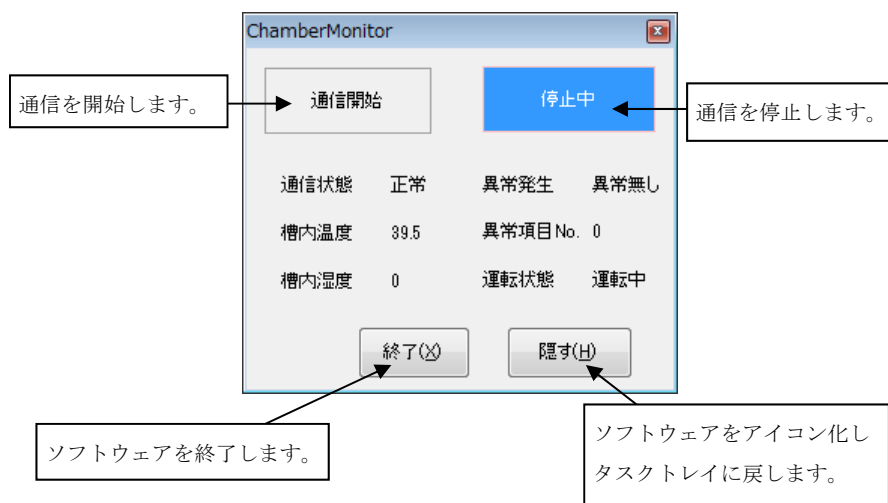 ChamberMonitor
通信を開始します。
通信開始
停止中
通信を停止します。
通信状態 正常 異常発生 異常無し
槽内温度 39.5 異常項目No. 0
槽内湿度 0 運転状態 運転中
終了(X) 隠す(H)
ソフトウェアを終了します。
ソフトウェアをアイコン化し
タスクトレイに戻します。